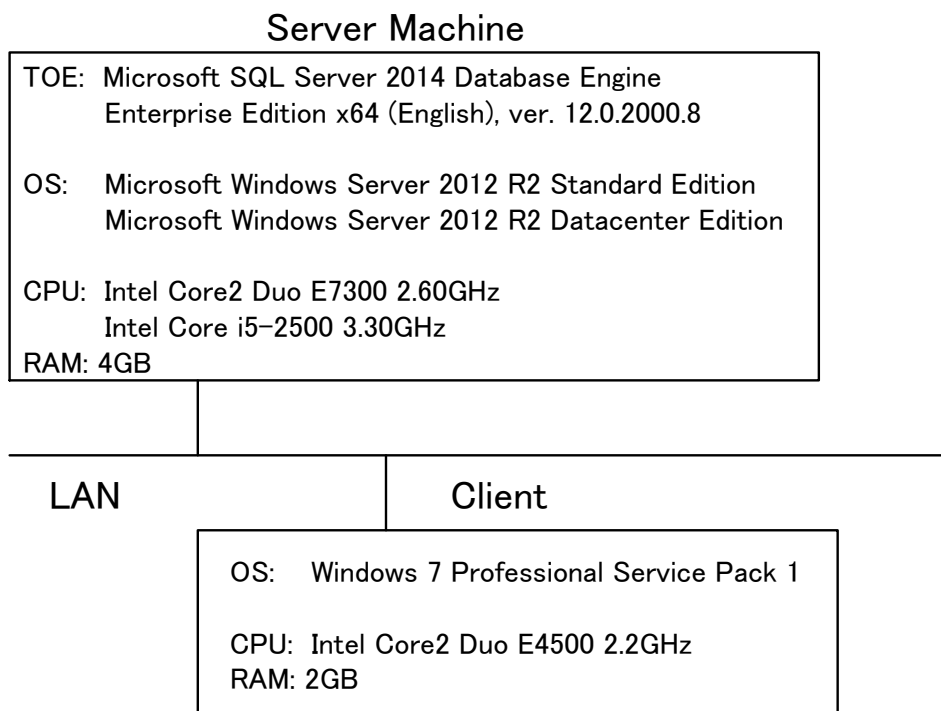 Server Machine
TOE: Microsoft SQL Server 2014 Database Engine
Enterprise Edition x64 (English), ver. 12.0.2000.8
OS: Microsoft Windows Server 2012 R2 Standard Edition
Microsoft Windows Server 2012 R2 Datacenter Edition
CPU: Intel Core2 Duo E7300 2.60GHz
Intel Core i5-2500 3.30GHz
RAM: 4GB
LAN
Client
OS: Windows 7 Professional Service Pack 1
CPU: Intel Core2 Duo E4500 2.2GHz
RAM: 2GB